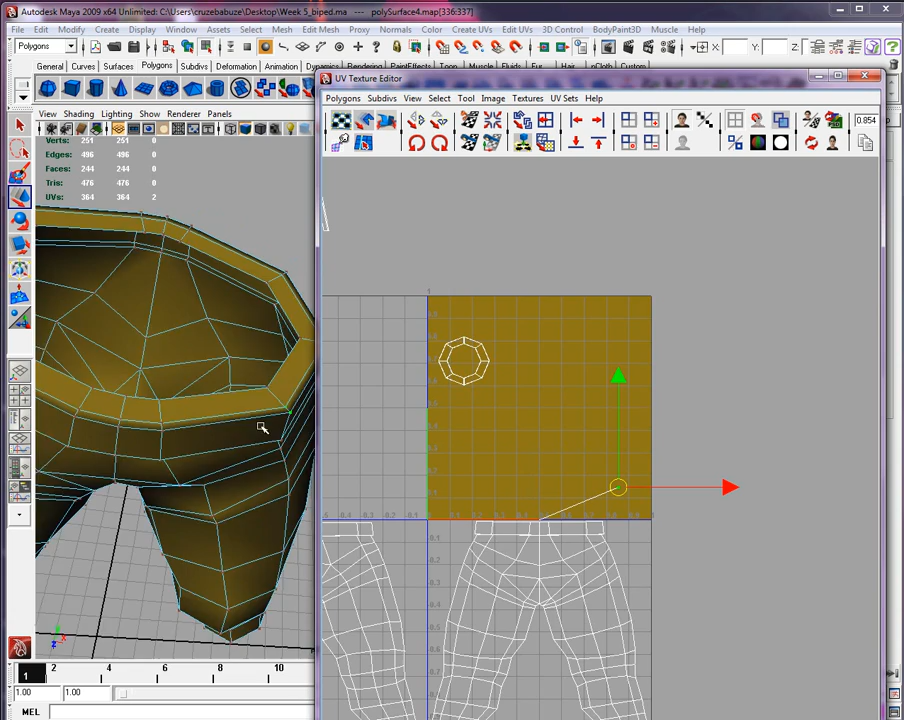 Autodesk Maya 2009 x64 Unlimited: C:\Users\cruzebabuze\Desktop\Week 5_biped.ma --- polySurface4.map[336:337]
File Edit Modify Create Display Window Assets Select Mesh Edit Mesh Proxy Normals Color Create UVs Edit UVs 3D Control BodyPaint3D Muscle Help
Polygons X: Y: Z:
General Curves Surfaces Polygons Subdivs Deformation Animation Dynamics Rendering PaintEffects Toon Muscle Fluids Fur Hair nCloth Custom
UV Texture Editor
Polygons Subdivs View Select Tool Image Textures UV Sets Help
0.854
View Shading Lighting Show Renderer Panels
Verts: 251 251 0
Edges: 496 496 0
Faces: 244 244 0
Tris: 476 476 0
UVs: 364 364 2
1 2 4 6 8 10
1.00 1.00
MEL